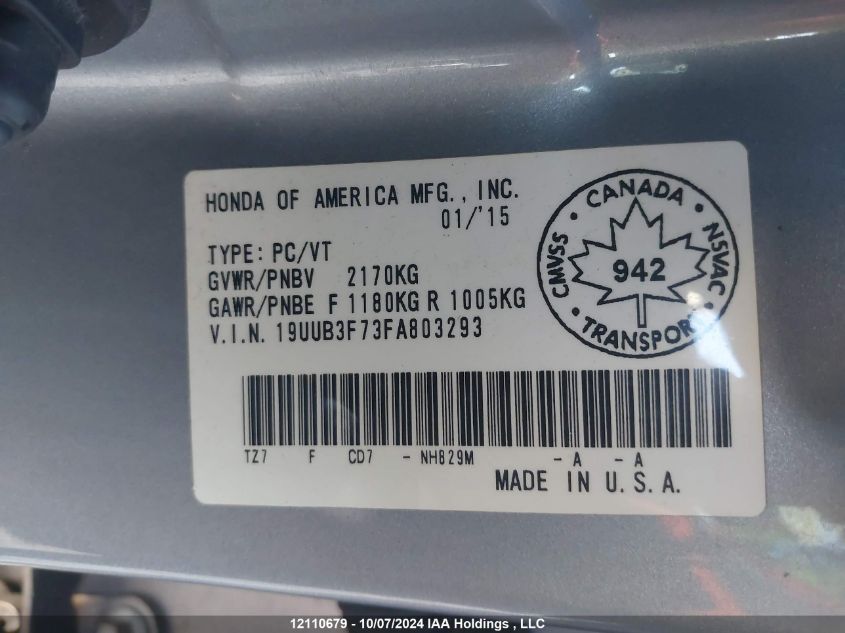 HONDA OF AMERICA MFG., INC.
01/'15
TYPE: PC/VT
GVWR/PNBV 2170KG
GAWR/PNBE F 1180KG R 1005KG
V.I.N. 19UUB3F73FA803293
CANADA
CMVSS
NSVAC
942
TRANSPORT
TZ7 F CD7 - NH829M - A - A
MADE IN U.S.A.
12110679 - 10/07/2024 IAA Holdings , LLC